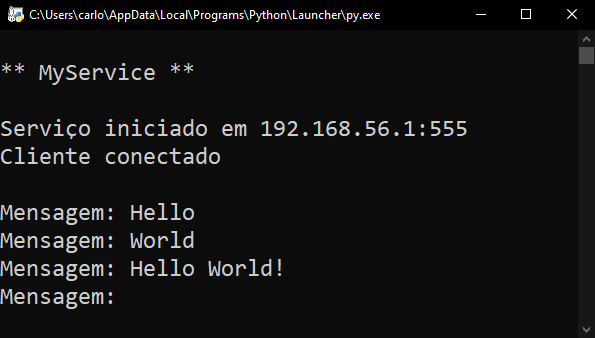 C:\Users\carlo\AppData\Local\Programs\Python\Launcher\py.exe
** MyService **
Serviço iniciado em 192.168.56.1:555
Cliente conectado
Mensagem: Hello
Mensagem: World
Mensagem: Hello World!
Mensagem: